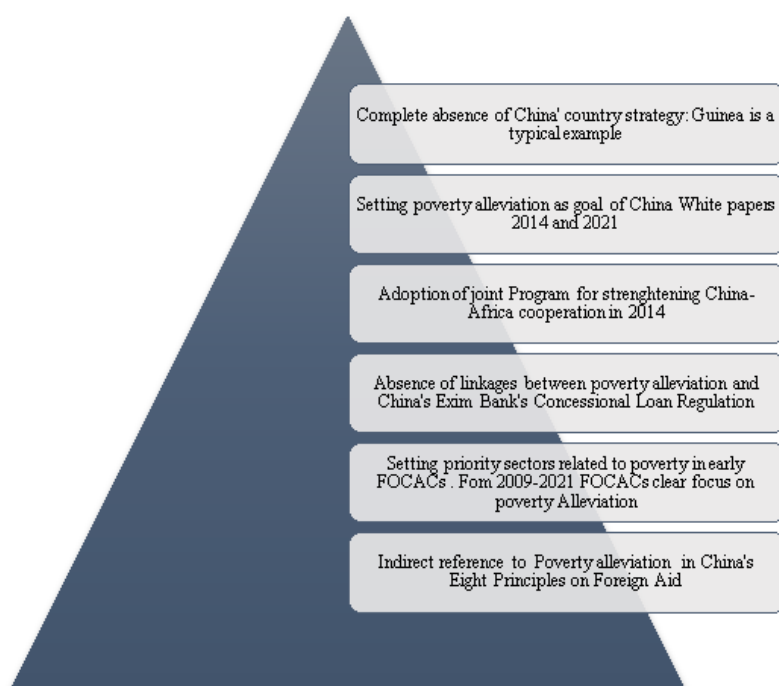 Complete absence of China' country strategy: Guinea is a
typical example
Setting poverty alleviation as goal of China White papers
2014 and 2021
Adoption of joint Program for strenghtening China-
Africa cooperation in 2014
Absence of linkages between poverty alleviation and
China's Exim Bank's Concessional Loan Regulation
Setting priority sectors related to poverty in early
FOCACs . Fom 2009-2021 FOCACs clear focus on
poverty Alleviation
Indirect reference to Poverty alleviation in China's
Eight Principles on Foreign Aid